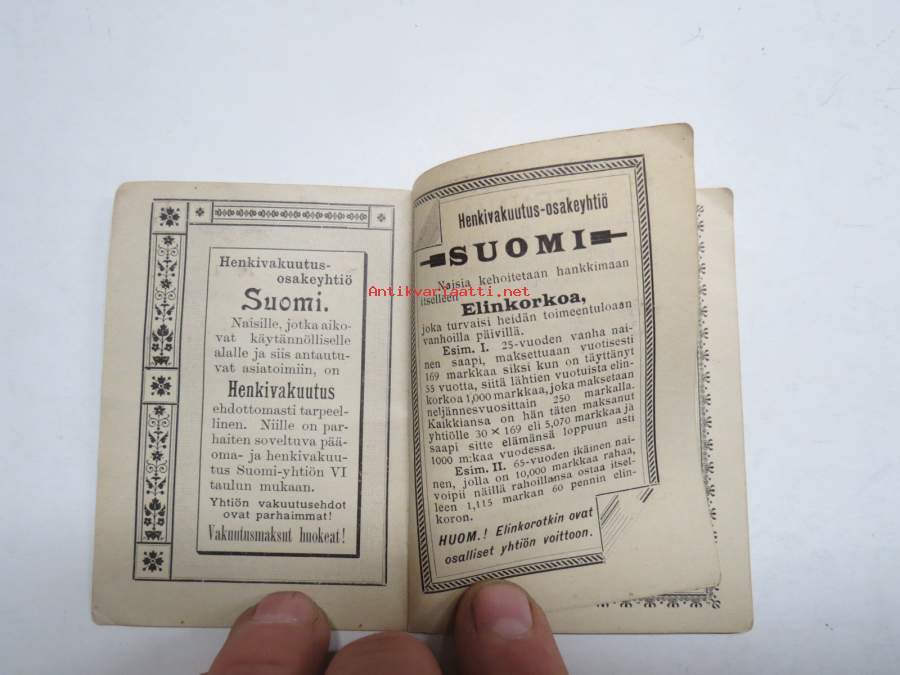 Henkivakuutus-
osakeyhtiö
Suomi.
Naisille, jotka aiko-
vat käytännölliselle
alalle ja siis antautu-
vat asiatoimiin, on
Henkivakuutus
ehdottomasti tarpeel-
linen. Niille on par-
haiten soveltuva pää-
oma- ja henkivakuu-
tus Suomi-yhtiön VI
taulun mukaan.
Yhtiön vakuutusehdot
ovat parhaimmat!
Vakuutusmaksut huokeat!
Henkivakuutus-osakeyhtiö
SUOMI
Naisia kehoitetaan hankkimaan
itselleen
Elinkorkoa,
joka turvaisi heidän toimeentuloaan
vanhoilla päivillä.
Esim. I. 25-vuoden vanha nai-
nen saapi, maksettuaan vuotisesti
169 markkaa siksi kun on täyttänyt
55 vuotta, siitä lähtien vuotuista elin-
korkoa 1,000 markkaa, joka maksetaan
neljännesvuosittain 250 markalla.
Kaikkiansa on hän täten maksanut
yhtiölle 30 × 169 eli 5,070 markkaa ja
saapi sitte elämänsä loppuun asti
1000 m:kaa vuodessa.
Esim. II. 65-vuoden ikäinen nai-
nen, jolla on 10,000 markkaa rahaa,
voipi näillä rahoillansa ostaa itsel-
leen 1,115 markan 60 pennin elin-
koron.
HUOM.! Elinkorotkin ovat
osalliset yhtiön voittoon.
Antikvariaatti.net